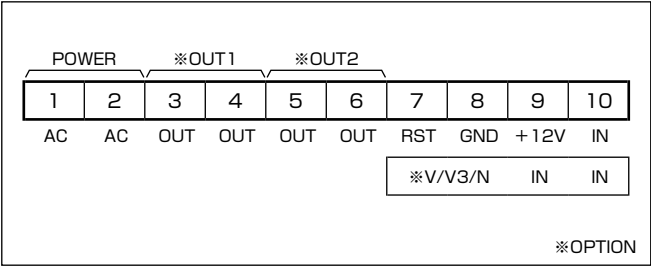 POWER ※OUT1 ※OUT2
1 2 3 4 5 6 7 8 9 10
AC AC OUT OUT OUT OUT RST GND +12V IN
※V/V3/N IN IN
※OPTION